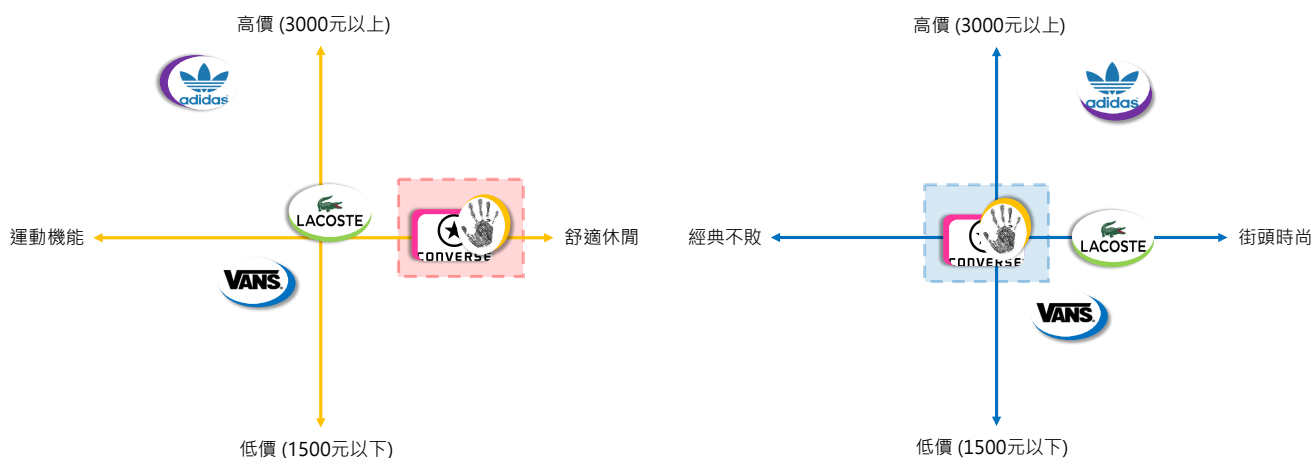 高價 (3000元以上)
adidas
LACOSTE
運動機能
舒適休閒
CONVERSE
VANS
低價 (1500元以下)
高價 (3000元以上)
adidas
經典不敗
街頭時尚
LACOSTE
CONVERSE
VANS
低價 (1500元以下)